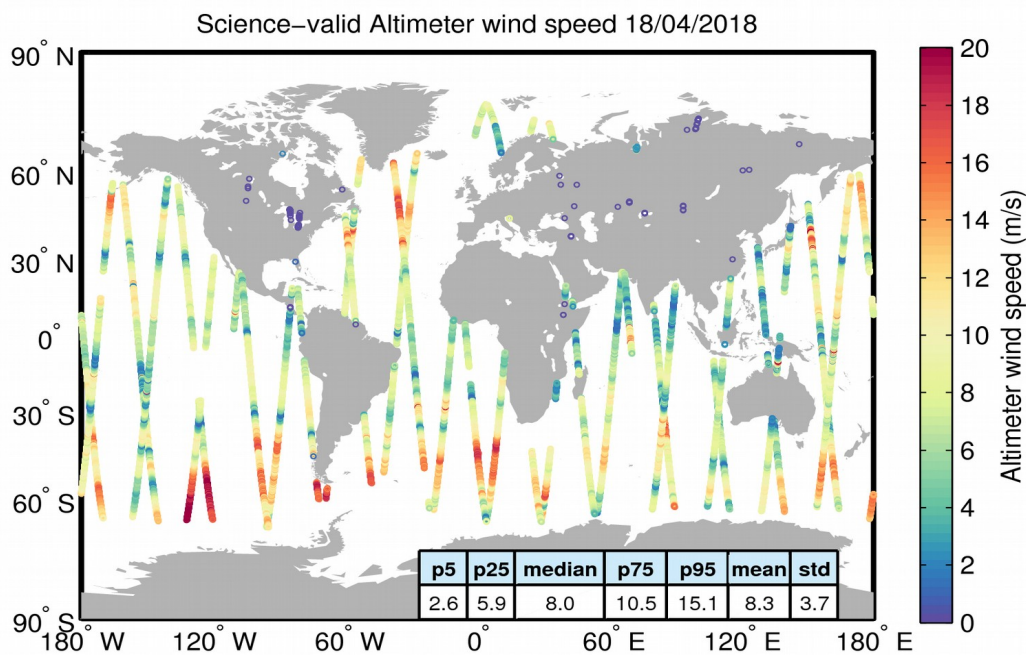 Science-valid Altimeter wind speed 18/04/2018
90° N
60° N
30° N
0°
30° S
60° S
90° S
180° W
120° W
60° W
0°
60° E
120° E
180° E
p5 p25 median p75 p95 mean std
2.6 5.9 8.0 10.5 15.1 8.3 3.7
20
18
16
14
12
10
8
6
4
2
0
Altimeter wind speed (m/s)